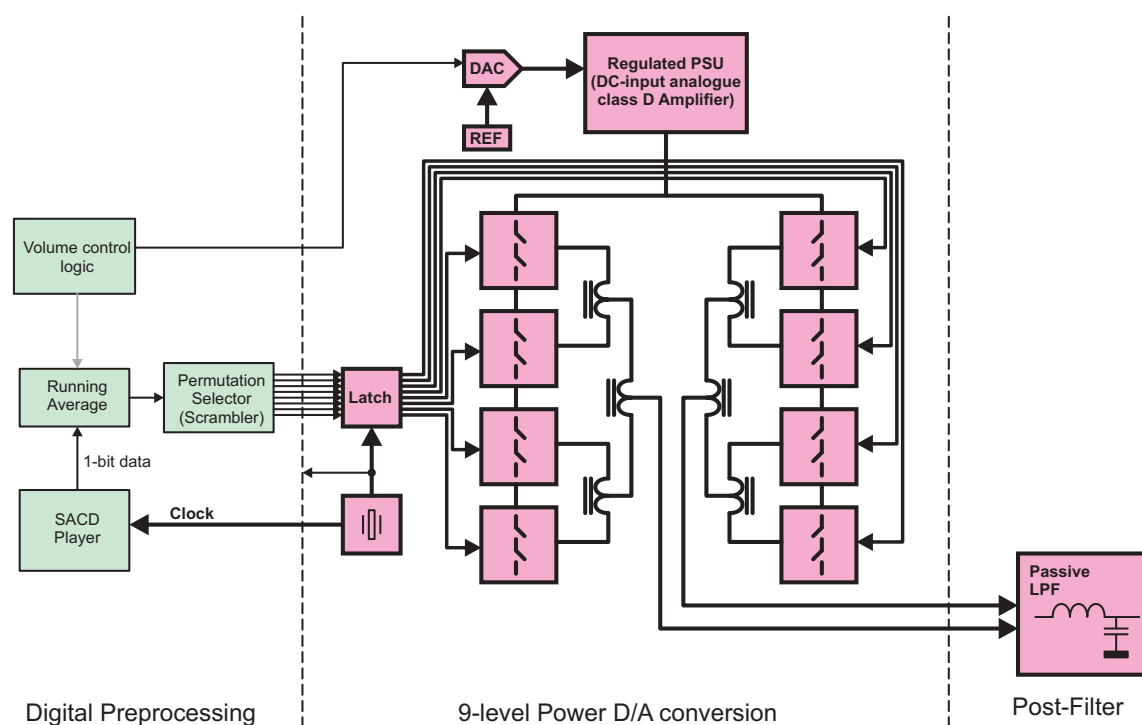 DAC
Regulated PSU
(DC-input analogue
class D Amplifier)
REF
Volume control
logic
Running
Average
Permutation
Selector
(Scrambler)
Latch
1-bit data
SACD
Player
Clock
Passive
LPF
Digital Preprocessing
9-level Power D/A conversion
Post-Filter